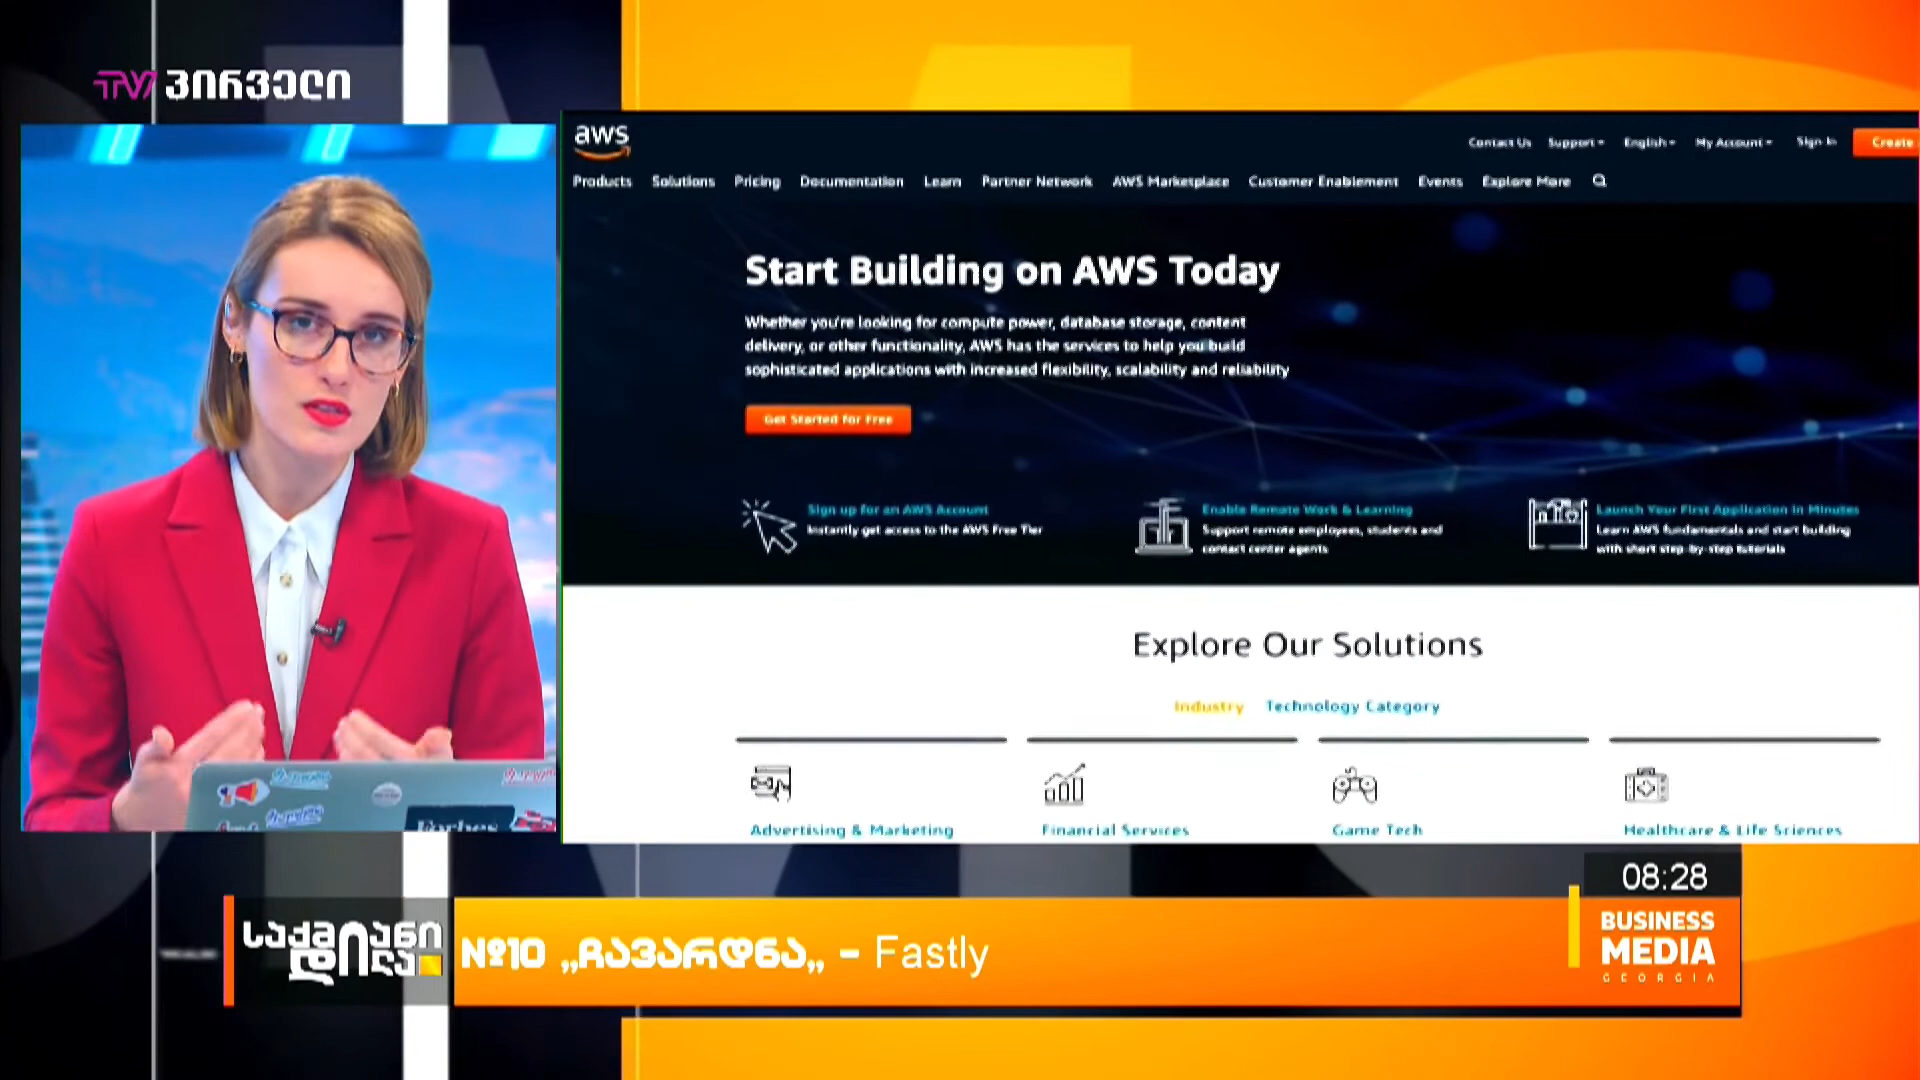 TV ᲞᲘᲠᲕᲔᲚᲘ
aws
Contact Us Support English My Account Sign In Create
Products Solutions Pricing Documentation Learn Partner Network AWS Marketplace Customer Enablement Events Explore More
Start Building on AWS Today
Whether you're looking for compute power, database storage, content
delivery, or other functionality, AWS has the services to help you build
sophisticated applications with increased flexibility, scalability and reliability
Get Started for Free
Sign up for an AWS Account
Instantly get access to the AWS Free Tier
Enable Remote Work & Learning
Support remote employees, students and
contact center agents
Launch Your First Application in Minutes
Learn AWS fundamentals and start building
with short step-by-step tutorials
Explore Our Solutions
Industry Technology Category
Advertising & Marketing Financial Services Game Tech Healthcare & Life Sciences
Forbes
08:28
საქმიანი
დილა
№10 „ჩავარდნა„ - Fastly
BUSINESS
MEDIA
GEORGIA